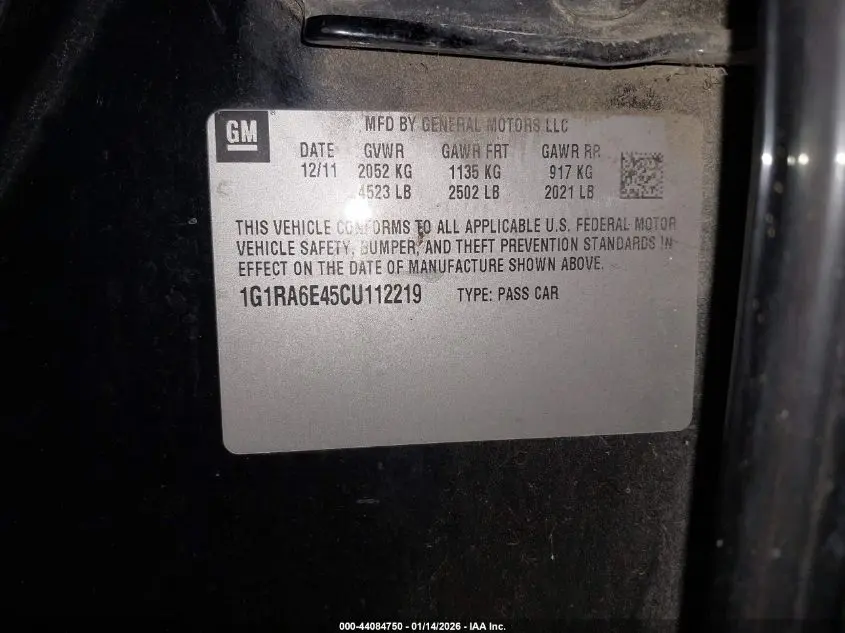 GM
MFD BY GENERAL MOTORS LLC
DATE GVWR GAWR FRT GAWR RR
12/11 2052 KG 1135 KG 917 KG
4523 LB 2502 LB 2021 LB
THIS VEHICLE CONFORMS TO ALL APPLICABLE U.S. FEDERAL MOTOR
VEHICLE SAFETY, BUMPER, AND THEFT PREVENTION STANDARDS IN
EFFECT ON THE DATE OF MANUFACTURE SHOWN ABOVE.
1G1RA6E45CU112219 TYPE: PASS CAR
000-44084750 - 01/14/2026 - IAA Inc.